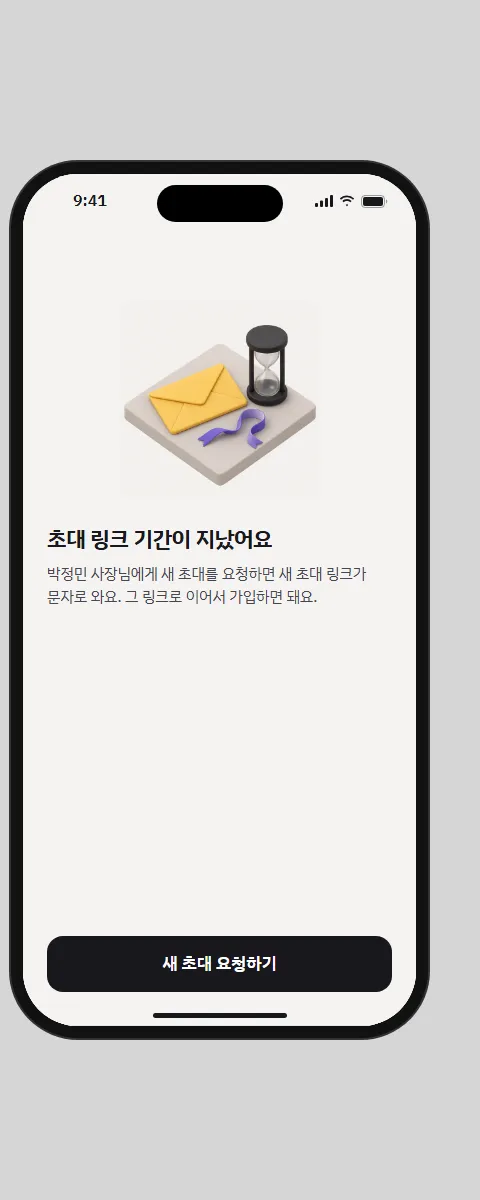 9:41
초대 링크 기간이 지났어요
박정민 사장님에게 새 초대를 요청하면 새 초대 링크가
문자로 와요. 그 링크로 이어서 가입하면 돼요.
새 초대 요청하기